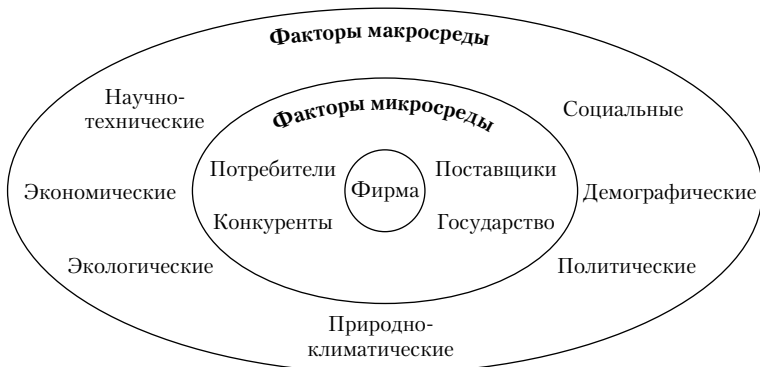 Факторы макросреды
Научно-
технические
Факторы микросреды
Социальные
Потребители
Поставщики
Экономические
Фирма
Демографические
Конкуренты
Государство
Экологические
Политические
Природно-
климатические